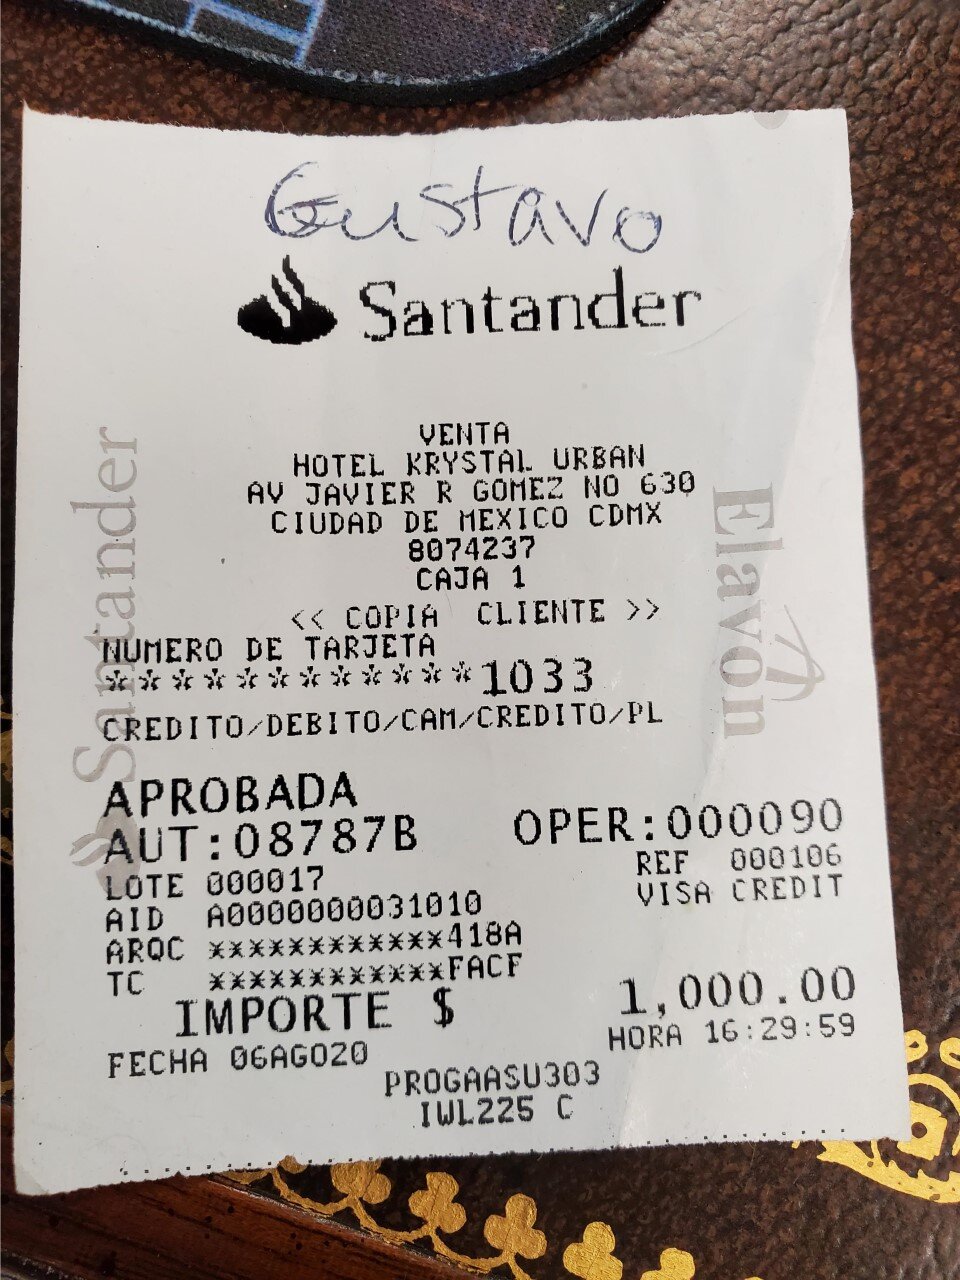 Gustavo
Santander
VENTA
HOTEL KRYSTAL URBAN
AV JAVIER R GOMEZ NO 630
CIUDAD DE MEXICO CDMX
8074237
CAJA 1
<< COPIA CLIENTE >>
NUMERO DE TARJETA
************1033
CREDITO/DEBITO/CAM/CREDITO/PL
APROBADA
AUT:08787B OPER:000090
LOTE 000017 REF 000106
AID A0000000031010 VISA CREDIT
ARQC ************418A
TC ************FACF
IMPORTE $ 1,000.00
FECHA 06AGO20 HORA 16:29:59
PROGAASU303
IWL225 C
Santander
Elavon